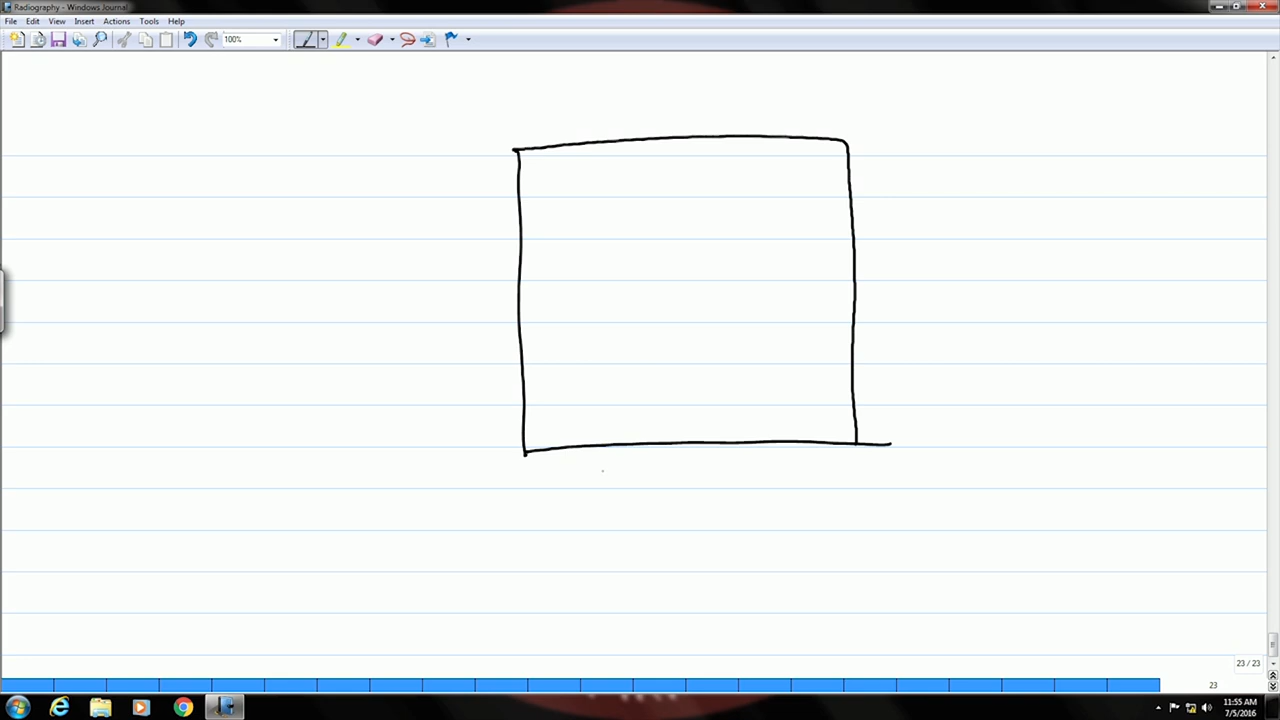 Radiography - Windows Journal
File Edit View Insert Actions Tools Help
100%
23 / 23
23
11:55 AM
7/5/2016